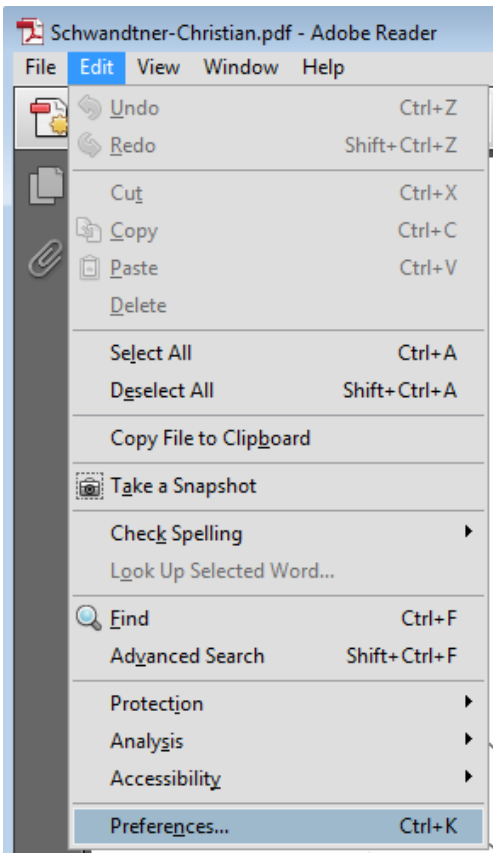 Schwandtner-Christian.pdf - Adobe Reader
File Edit View Window Help
Undo Ctrl+Z
Redo Shift+Ctrl+Z
Cut Ctrl+X
Copy Ctrl+C
Paste Ctrl+V
Delete
Select All Ctrl+A
Deselect All Shift+Ctrl+A
Copy File to Clipboard
Take a Snapshot
Check Spelling
Look Up Selected Word...
Find Ctrl+F
Advanced Search Shift+Ctrl+F
Protection
Analysis
Accessibility
Preferences... Ctrl+K